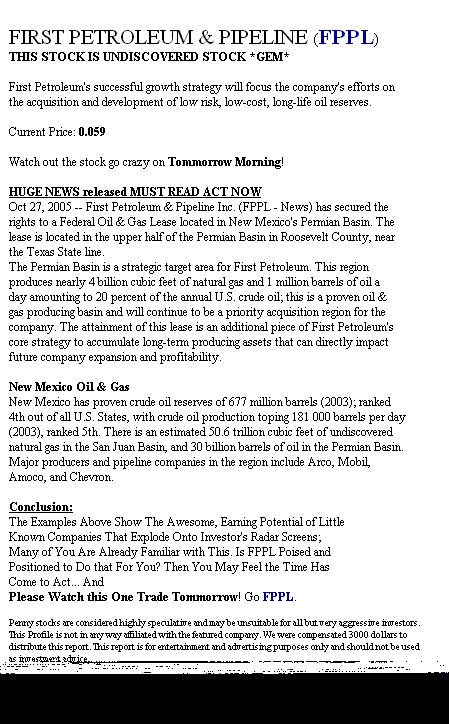 FIRST PETROLEUM & PIPELINE (FPPL)
THIS STOCK IS UNDISCOVERED STOCK *GEM*
First Petroleum's successful growth strategy will focus the company's efforts on
the acquisition and development of low risk, low-cost, long-life oil reserves.
Current Price: 0.059
Watch out the stock go crazy on Tommorrow Morning!
HUGE NEWS released MUST READ ACT NOW
Oct 27, 2005 -- First Petroleum & Pipeline Inc. (FPPL - News) has secured the
rights to a Federal Oil & Gas Lease located in New Mexico's Permian Basin. The
lease is located in the upper half of the Permian Basin in Roosevelt County, near
the Texas State line.
The Permian Basin is a strategic target area for First Petroleum. This region
produces nearly 4 billion cubic feet of natural gas and 1 million barrels of oil a
day amounting to 20 percent of the annual U.S. crude oil; this is a proven oil &
gas producing basin and will continue to be a priority acquisition region for the
company. The attainment of this lease is an additional piece of First Petroleum's
core strategy to accumulate long-term producing assets that can directly impact
future company expansion and profitability.
New Mexico Oil & Gas
New Mexico has proven crude oil reserves of 677 million barrels (2003); ranked
4th out of all U.S. States, with crude oil production toping 181 000 barrels per day
(2003), ranked 5th. There is an estimated 50.6 trillion cubic feet of undiscovered
natural gas in the San Juan Basin, and 30 billion barrels of oil in the Permian Basin.
Major producers and pipeline companies in the region include Arco, Mobil,
Amoco, and Chevron.
Conclusion:
The Examples Above Show The Awesome, Earning Potential of Little
Known Companies That Explode Onto Investor's Radar Screens;
Many of You Are Already Familiar with This. Is FPPL Poised and
Positioned to Do that For You? Then You May Feel the Time Has
Come to Act... And
Please Watch this One Trade Tommorrow! Go FPPL.
Penny stocks are considered highly speculative and may be unsuitable for all but very aggressive investors.
This Profile is not in any way affiliated with the featured company. We were compensated 3000 dollars to
distribute this report. This report is for entertainment and advertising purposes only and should not be used
as investment advice.